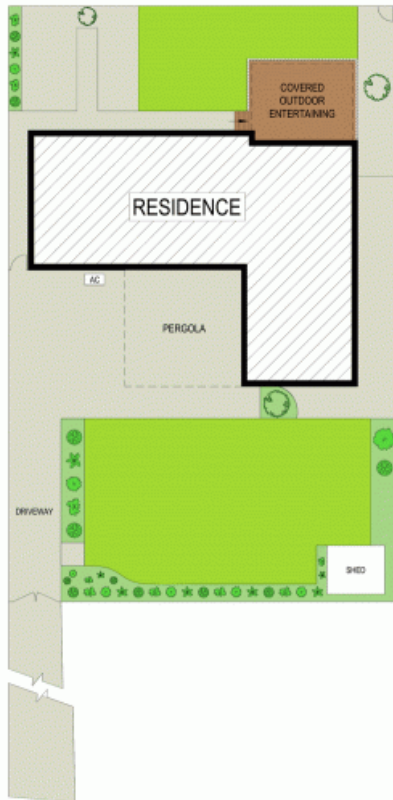 COVERED
OUTDOOR
ENTERTAINING
RESIDENCE
AC
PERGOLA
DRIVEWAY
SHED